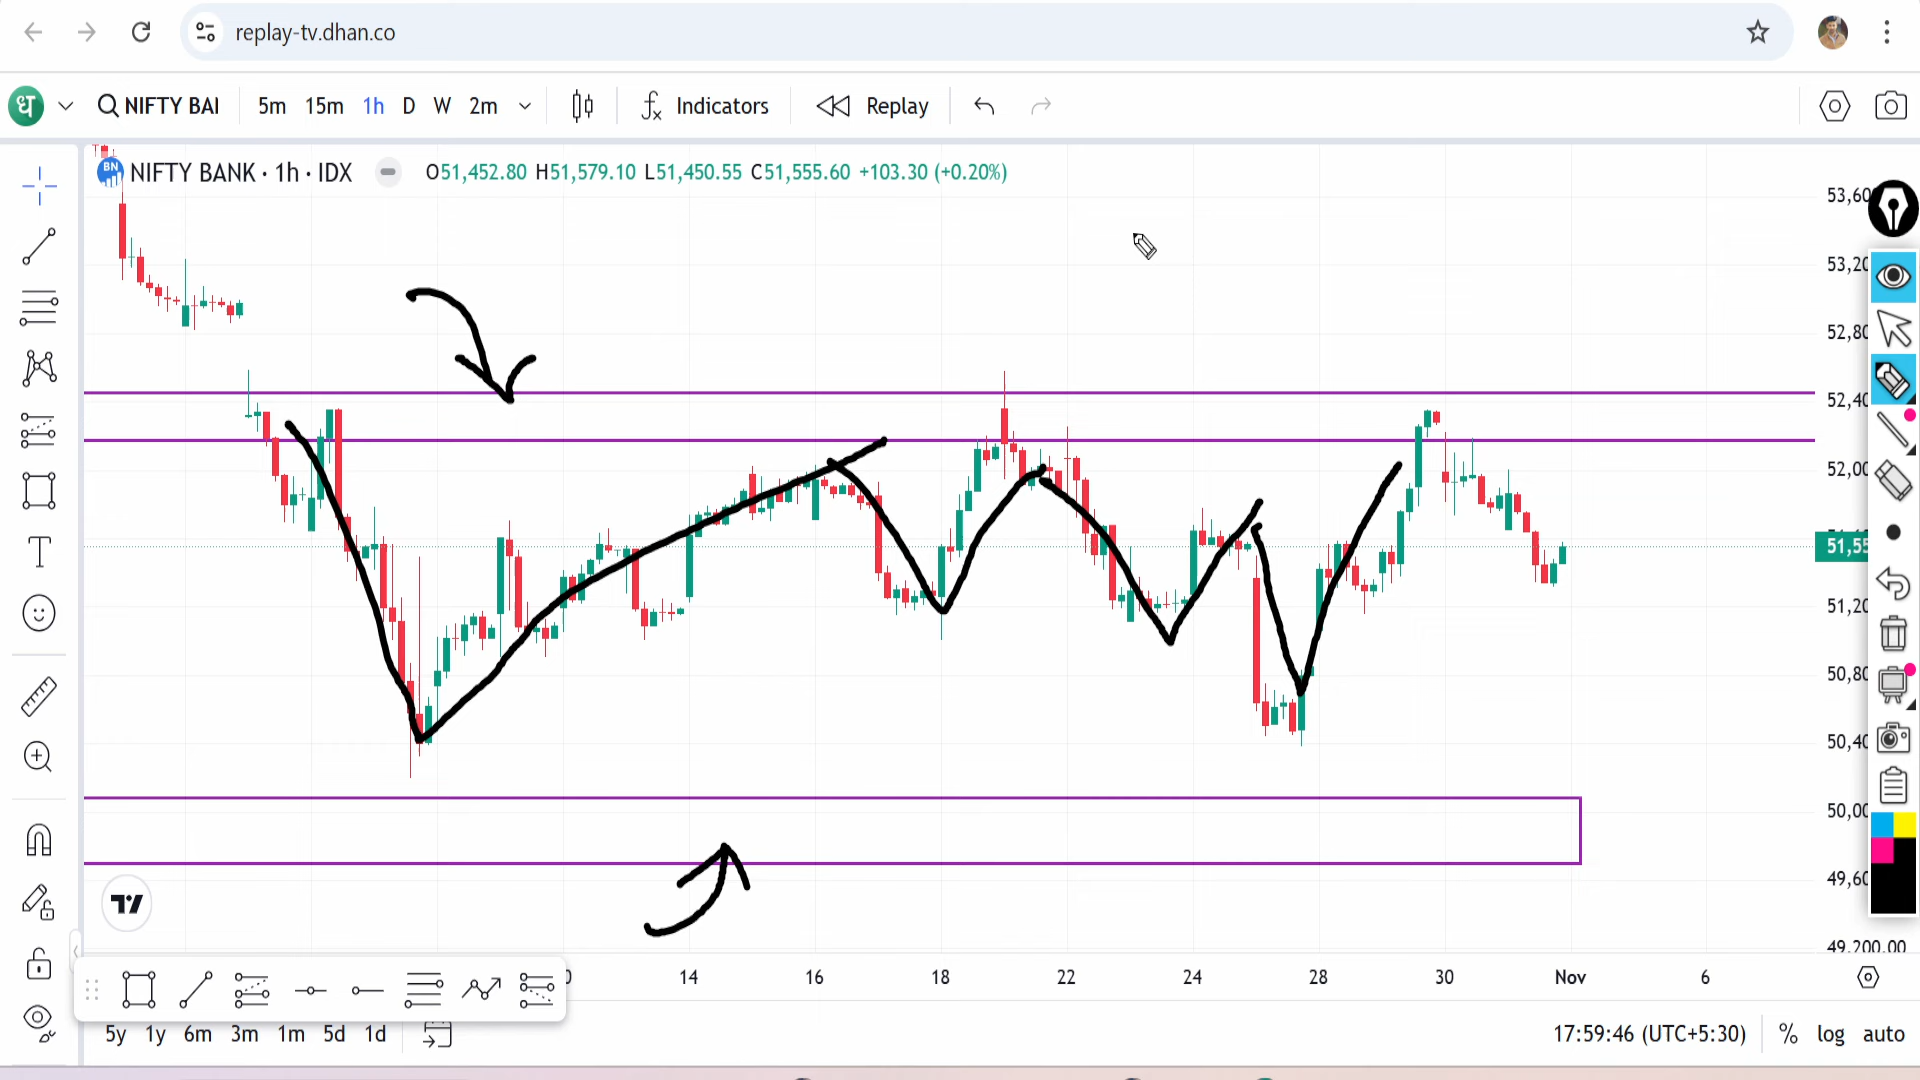 replay-tv.dhan.co
ध NIFTY BAI 5m 15m 1h D W 2m Indicators Replay
BN NIFTY BANK · 1h · IDX O51,452.80 H51,579.10 L51,450.55 C51,555.60 +103.30 (+0.20%)
53,60
53,20
52,80
52,40
52,00
51,55
51,20
50,80
50,40
50,00
49,60
49,200.00
0 14 16 18 22 24 28 30 Nov 6
5y 1y 6m 3m 1m 5d 1d 17:59:46 (UTC+5:30) % log auto